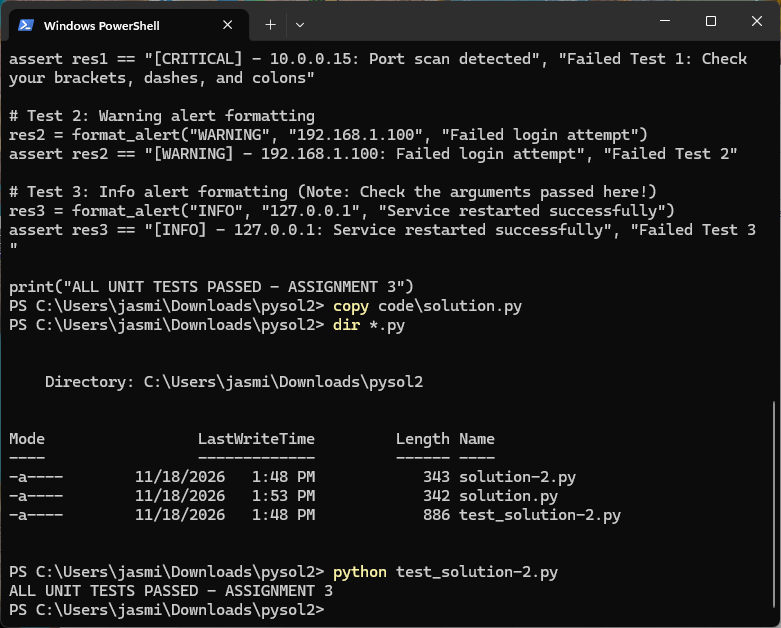 Windows PowerShell
assert res1 == "[CRITICAL] - 10.0.0.15: Port scan detected", "Failed Test 1: Check
your brackets, dashes, and colons"
# Test 2: Warning alert formatting
res2 = format_alert("WARNING", "192.168.1.100", "Failed login attempt")
assert res2 == "[WARNING] - 192.168.1.100: Failed login attempt", "Failed Test 2"
# Test 3: Info alert formatting (Note: Check the arguments passed here!)
res3 = format_alert("INFO", "127.0.0.1", "Service restarted successfully")
assert res3 == "[INFO] - 127.0.0.1: Service restarted successfully", "Failed Test 3
"
print("ALL UNIT TESTS PASSED - ASSIGNMENT 3")
PS C:\Users\jasmi\Downloads\pysol2> copy code\solution.py
PS C:\Users\jasmi\Downloads\pysol2> dir *.py
    Directory: C:\Users\jasmi\Downloads\pysol2
Mode                 LastWriteTime         Length Name
----                 -------------         ------ ----
-a----        11/18/2026   1:48 PM            343 solution-2.py
-a----        11/18/2026   1:53 PM            342 solution.py
-a----        11/18/2026   1:48 PM            886 test_solution-2.py
PS C:\Users\jasmi\Downloads\pysol2> python test_solution-2.py
ALL UNIT TESTS PASSED - ASSIGNMENT 3
PS C:\Users\jasmi\Downloads\pysol2>